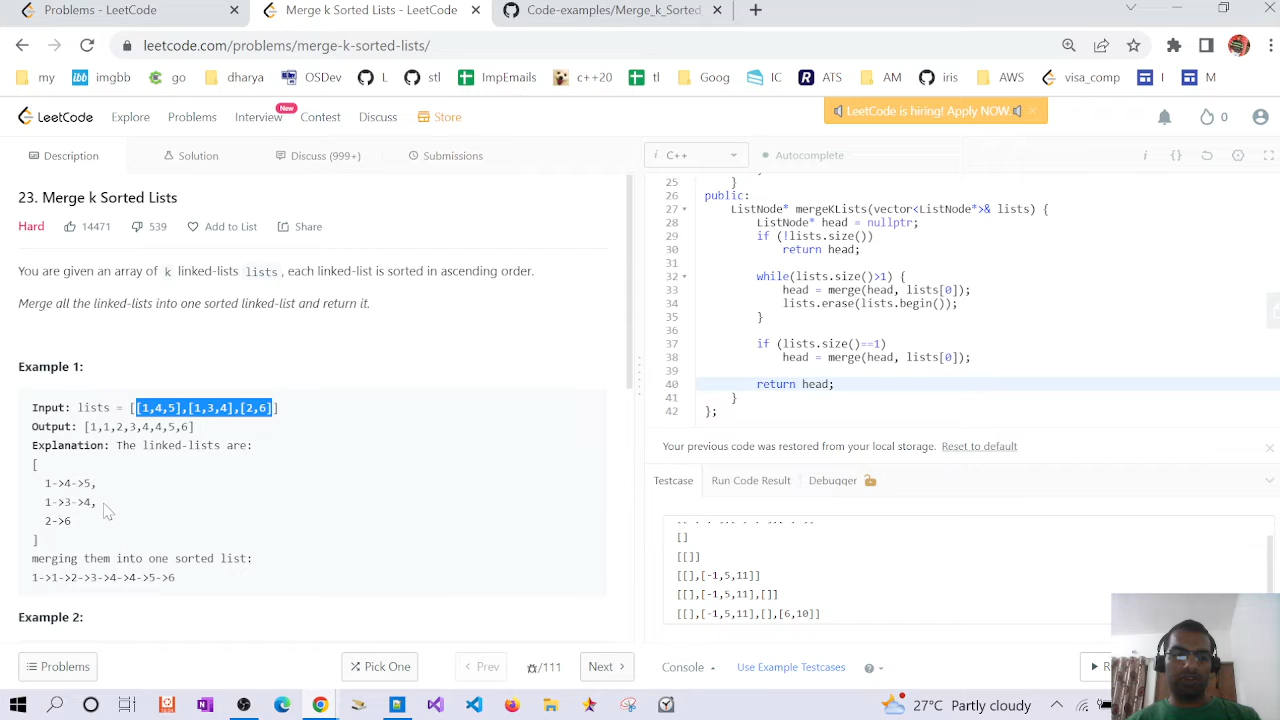 Problems - LeetCode
Merge k Sorted Lists - LeetCode
Code-examples/Merge_k_Sorted
leetcode.com/problems/merge-k-sorted-lists/
my
imgbb
go
dharya
OSDev
L
stl
ImpEmails
c++20
tl
Goog
IC
ATS
AM
iris
AWS
visa_comp
I
M
LeetCode
Explore
Problems
Interview
New
Contest
Discuss
Store
LeetCode is hiring! Apply NOW.
0
Description
Solution
Discuss (999+)
Submissions
i C++
Autocomplete
23. Merge k Sorted Lists
Hard
14471
539
Add to List
Share
You are given an array of k linked-lists lists, each linked-list is sorted in ascending order.
Merge all the linked-lists into one sorted linked-list and return it.
Example 1:
Input: lists = [[1,4,5],[1,3,4],[2,6]]
Output: [1,1,2,3,4,4,5,6]
Explanation: The linked-lists are:
[
1->4->5,
1->3->4,
2->6
]
merging them into one sorted list:
1->1->2->3->4->4->5->6
Example 2:
25 }
26 public:
27 ListNode* mergeKLists(vector<ListNode*>& lists) {
28 ListNode* head = nullptr;
29 if (!lists.size())
30 return head;
31
32 while(lists.size()>1) {
33 head = merge(head, lists[0]);
34 lists.erase(lists.begin());
35 }
36
37 if (lists.size()==1)
38 head = merge(head, lists[0]);
39
40 return head;
41 }
42 };
Your previous code was restored from your local storage. Reset to default
Testcase
Run Code Result
Debugger
[]
[[]]
[[],[-1,5,11]]
[[],[-1,5,11],[]]
[[],[-1,5,11],[],[6,10]]
Problems
Pick One
Prev
/111
Next
Console
Use Example Testcases
27°C Partly cloudy